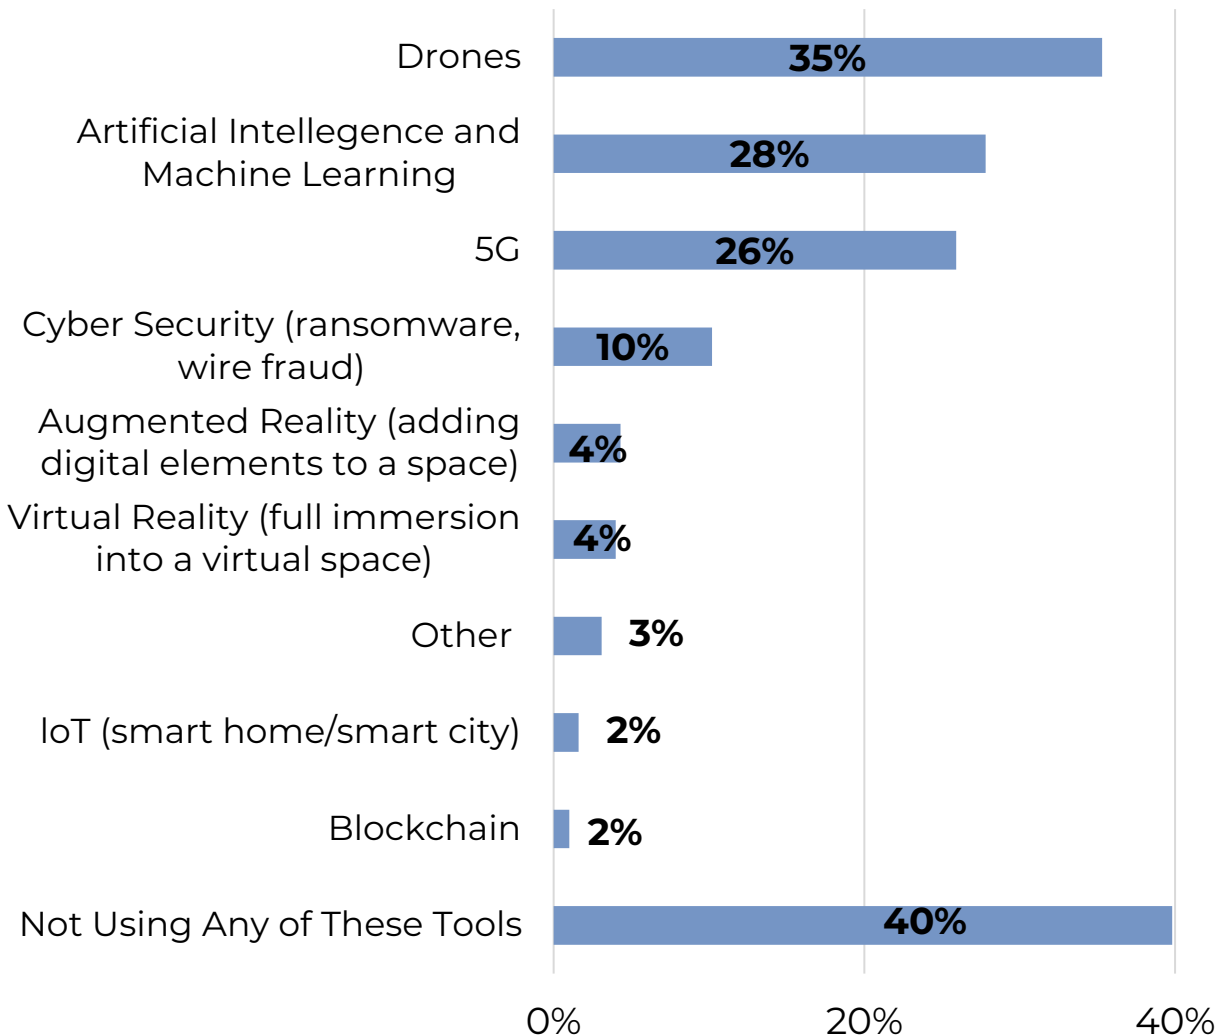 Drones
35%
Artificial Intellegence and
Machine Learning
28%
5G
26%
Cyber Security (ransomware,
wire fraud)
10%
Augmented Reality (adding
digital elements to a space)
4%
Virtual Reality (full immersion
into a virtual space)
4%
Other
3%
loT (smart home/smart city)
2%
Blockchain
2%
Not Using Any of These Tools
40%
0% 20% 40%